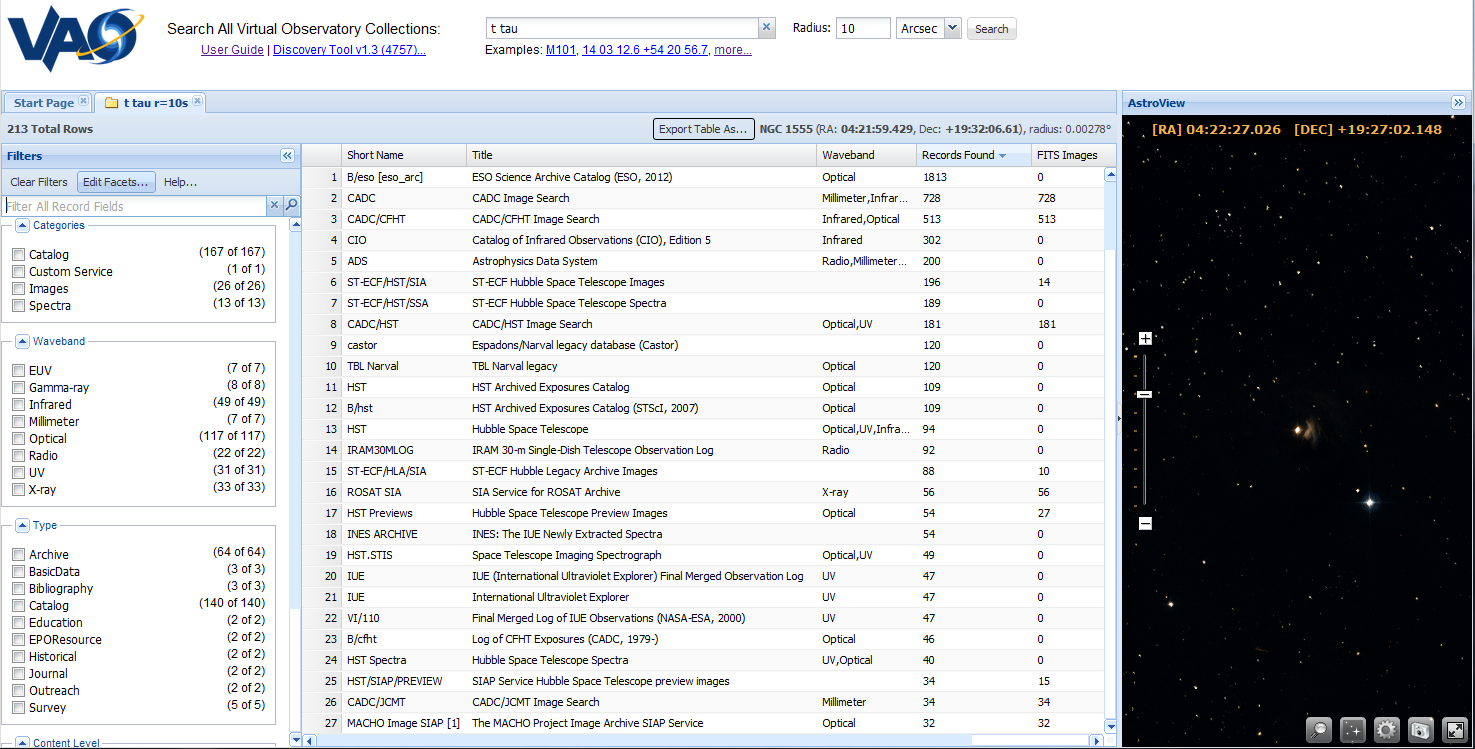 VAO
Search All Virtual Observatory Collections:
User Guide | Discovery Tool v1.3 (4757)...
t tau
Radius: 10 Arcsec Search
Examples: M101, 14 03 12.6 +54 20 56.7, more...
Start Page
t tau r=10s
213 Total Rows
Export Table As... NGC 1555 (RA: 04:21:59.429, Dec: +19:32:06.61), radius: 0.00278°
Filters
Clear Filters Edit Facets... Help...
Filter All Record Fields
Categories
Catalog (167 of 167)
Custom Service (1 of 1)
Images (26 of 26)
Spectra (13 of 13)
Waveband
EUV (7 of 7)
Gamma-ray (8 of 8)
Infrared (49 of 49)
Millimeter (7 of 7)
Optical (117 of 117)
Radio (22 of 22)
UV (31 of 31)
X-ray (33 of 33)
Type
Archive (64 of 64)
BasicData (3 of 3)
Bibliography (3 of 3)
Catalog (140 of 140)
Education (2 of 2)
EPOResource (2 of 2)
Historical (2 of 2)
Journal (2 of 2)
Outreach (2 of 2)
Survey (5 of 5)
Content Level
Short Name Title Waveband Records Found FITS Images
1 B/eso [eso_arc] ESO Science Archive Catalog (ESO, 2012) Optical 1813 0
2 CADC CADC Image Search Millimeter,Infrar... 728 728
3 CADC/CFHT CADC/CFHT Image Search Infrared,Optical 513 513
4 CIO Catalog of Infrared Observations (CIO), Edition 5 Infrared 302 0
5 ADS Astrophysics Data System Radio,Millimeter... 200 0
6 ST-ECF/HST/SIA ST-ECF Hubble Space Telescope Images 196 14
7 ST-ECF/HST/SSA ST-ECF Hubble Space Telescope Spectra 189 0
8 CADC/HST CADC/HST Image Search Optical,UV 181 181
9 castor Espadons/Narval legacy database (Castor) 120 0
10 TBL Narval TBL Narval legacy Optical 120 0
11 HST HST Archived Exposures Catalog Optical 109 0
12 B/hst HST Archived Exposures Catalog (STScI, 2007) Optical 109 0
13 HST Hubble Space Telescope Optical,UV,Infra... 94 0
14 IRAM30MLOG IRAM 30-m Single-Dish Telescope Observation Log Radio 92 0
15 ST-ECF/HLA/SIA ST-ECF Hubble Legacy Archive Images 88 10
16 ROSAT SIA SIA Service for ROSAT Archive X-ray 56 56
17 HST Previews Hubble Space Telescope Preview Images Optical 54 27
18 INES ARCHIVE INES: The IUE Newly Extracted Spectra 54 0
19 HST.STIS Space Telescope Imaging Spectrograph Optical,UV 49 0
20 IUE IUE (International Ultraviolet Explorer) Final Merged Observation Log UV 47 0
21 IUE International Ultraviolet Explorer UV 47 0
22 VI/110 Final Merged Log of IUE Observations (NASA-ESA, 2000) UV 47 0
23 B/cfht Log of CFHT Exposures (CADC, 1979-) Optical 46 0
24 HST Spectra Hubble Space Telescope Spectra UV,Optical 40 0
25 HST/SIAP/PREVIEW SIAP Service Hubble Space Telescope preview images 34 15
26 CADC/JCMT CADC/JCMT Image Search Millimeter 34 34
27 MACHO Image SIAP [1] The MACHO Project Image Archive SIAP Service Optical 32 32
AstroView
[RA] 04:22:27.026 [DEC] +19:27:02.148